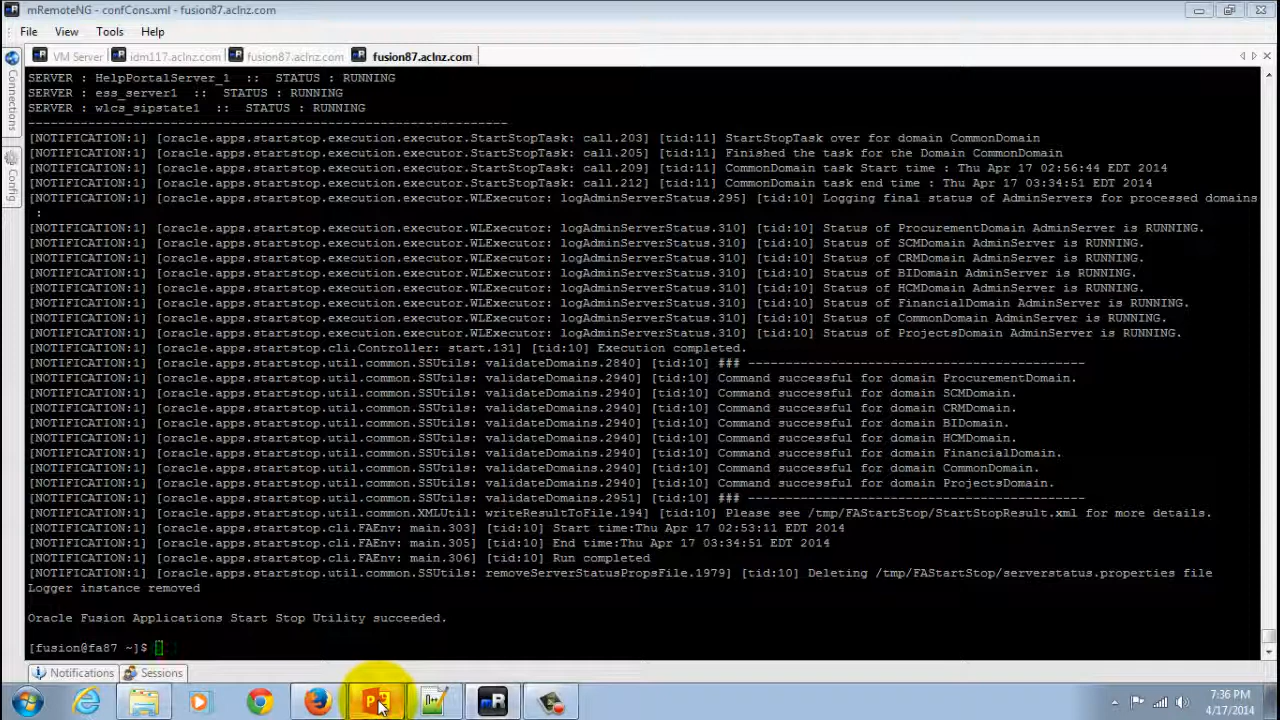 mRemoteNG - confCons.xml - fusion87.aclnz.com
File View Tools Help
VM Server idm117.aclnz.com fusion87.aclnz.com fusion87.aclnz.com
Connections
Config
SERVER : HelpPortalServer_1 :: STATUS : RUNNING
SERVER : ess_server1 :: STATUS : RUNNING
SERVER : wlcs_sipstate1 :: STATUS : RUNNING
----------------------------------------------------------------
[NOTIFICATION:1] [oracle.apps.startstop.execution.executor.StartStopTask: call.203] [tid:11] StartStopTask over for domain CommonDomain
[NOTIFICATION:1] [oracle.apps.startstop.execution.executor.StartStopTask: call.205] [tid:11] Finished the task for the Domain CommonDomain
[NOTIFICATION:1] [oracle.apps.startstop.execution.executor.StartStopTask: call.209] [tid:11] CommonDomain task Start time : Thu Apr 17 02:56:44 EDT 2014
[NOTIFICATION:1] [oracle.apps.startstop.execution.executor.StartStopTask: call.212] [tid:11] CommonDomain task end time : Thu Apr 17 03:34:51 EDT 2014
[NOTIFICATION:1] [oracle.apps.startstop.execution.executor.WLExecutor: logAdminServerStatus.295] [tid:10] Logging final status of AdminServers for processed domains
:
[NOTIFICATION:1] [oracle.apps.startstop.execution.executor.WLExecutor: logAdminServerStatus.310] [tid:10] Status of ProcurementDomain AdminServer is RUNNING.
[NOTIFICATION:1] [oracle.apps.startstop.execution.executor.WLExecutor: logAdminServerStatus.310] [tid:10] Status of SCMDomain AdminServer is RUNNING.
[NOTIFICATION:1] [oracle.apps.startstop.execution.executor.WLExecutor: logAdminServerStatus.310] [tid:10] Status of CRMDomain AdminServer is RUNNING.
[NOTIFICATION:1] [oracle.apps.startstop.execution.executor.WLExecutor: logAdminServerStatus.310] [tid:10] Status of BIDomain AdminServer is RUNNING.
[NOTIFICATION:1] [oracle.apps.startstop.execution.executor.WLExecutor: logAdminServerStatus.310] [tid:10] Status of HCMDomain AdminServer is RUNNING.
[NOTIFICATION:1] [oracle.apps.startstop.execution.executor.WLExecutor: logAdminServerStatus.310] [tid:10] Status of FinancialDomain AdminServer is RUNNING.
[NOTIFICATION:1] [oracle.apps.startstop.execution.executor.WLExecutor: logAdminServerStatus.310] [tid:10] Status of CommonDomain AdminServer is RUNNING.
[NOTIFICATION:1] [oracle.apps.startstop.execution.executor.WLExecutor: logAdminServerStatus.310] [tid:10] Status of ProjectsDomain AdminServer is RUNNING.
[NOTIFICATION:1] [oracle.apps.startstop.cli.Controller: start.131] [tid:10] Execution completed.
[NOTIFICATION:1] [oracle.apps.startstop.util.common.SSUtils: validateDomains.2840] [tid:10] ### ---------------------------------------------
[NOTIFICATION:1] [oracle.apps.startstop.util.common.SSUtils: validateDomains.2940] [tid:10] Command successful for domain ProcurementDomain.
[NOTIFICATION:1] [oracle.apps.startstop.util.common.SSUtils: validateDomains.2940] [tid:10] Command successful for domain SCMDomain.
[NOTIFICATION:1] [oracle.apps.startstop.util.common.SSUtils: validateDomains.2940] [tid:10] Command successful for domain CRMDomain.
[NOTIFICATION:1] [oracle.apps.startstop.util.common.SSUtils: validateDomains.2940] [tid:10] Command successful for domain BIDomain.
[NOTIFICATION:1] [oracle.apps.startstop.util.common.SSUtils: validateDomains.2940] [tid:10] Command successful for domain HCMDomain.
[NOTIFICATION:1] [oracle.apps.startstop.util.common.SSUtils: validateDomains.2940] [tid:10] Command successful for domain FinancialDomain.
[NOTIFICATION:1] [oracle.apps.startstop.util.common.SSUtils: validateDomains.2940] [tid:10] Command successful for domain CommonDomain.
[NOTIFICATION:1] [oracle.apps.startstop.util.common.SSUtils: validateDomains.2940] [tid:10] Command successful for domain ProjectsDomain.
[NOTIFICATION:1] [oracle.apps.startstop.util.common.SSUtils: validateDomains.2951] [tid:10] ### ---------------------------------------------
[NOTIFICATION:1] [oracle.apps.startstop.util.common.XMLUtil: writeResultToFile.194] [tid:10] Please see /tmp/FAStartStop/StartStopResult.xml for more details.
[NOTIFICATION:1] [oracle.apps.startstop.cli.FAEnv: main.303] [tid:10] Start time:Thu Apr 17 02:53:11 EDT 2014
[NOTIFICATION:1] [oracle.apps.startstop.cli.FAEnv: main.305] [tid:10] End time:Thu Apr 17 03:34:51 EDT 2014
[NOTIFICATION:1] [oracle.apps.startstop.cli.FAEnv: main.306] [tid:10] Run completed
[NOTIFICATION:1] [oracle.apps.startstop.util.common.SSUtils: removeServerStatusPropsFile.1979] [tid:10] Deleting /tmp/FAStartStop/serverstatus.properties file
Logger instance removed
Oracle Fusion Applications Start Stop Utility succeeded.
[fusion@fa87 ~]$
Notifications Sessions
7:36 PM
4/17/2014